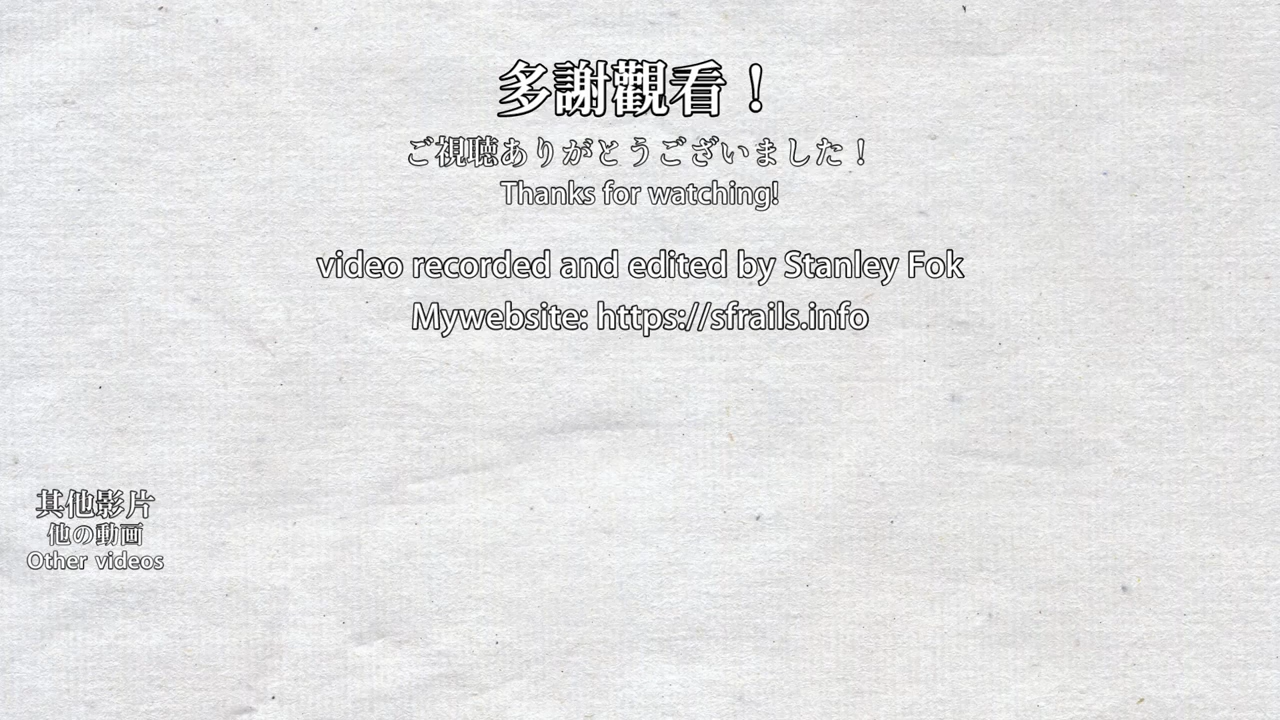 多謝觀看！
ご視聴ありがとうございました！
Thanks for watching!
video recorded and edited by Stanley Fok
Mywebsite: https://sfrails.info
其他影片
他の動画
Other videos